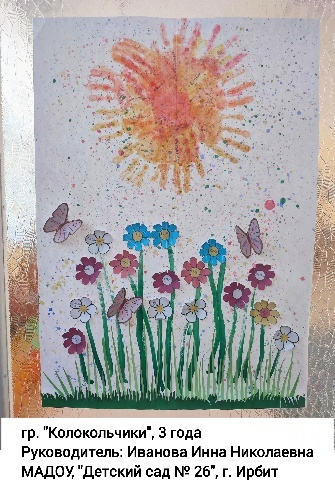 гр. "Колокольчики", 3 года
Руководитель: Иванова Инна Николаевна
МАДОУ, "Детский сад № 26", г. Ирбит